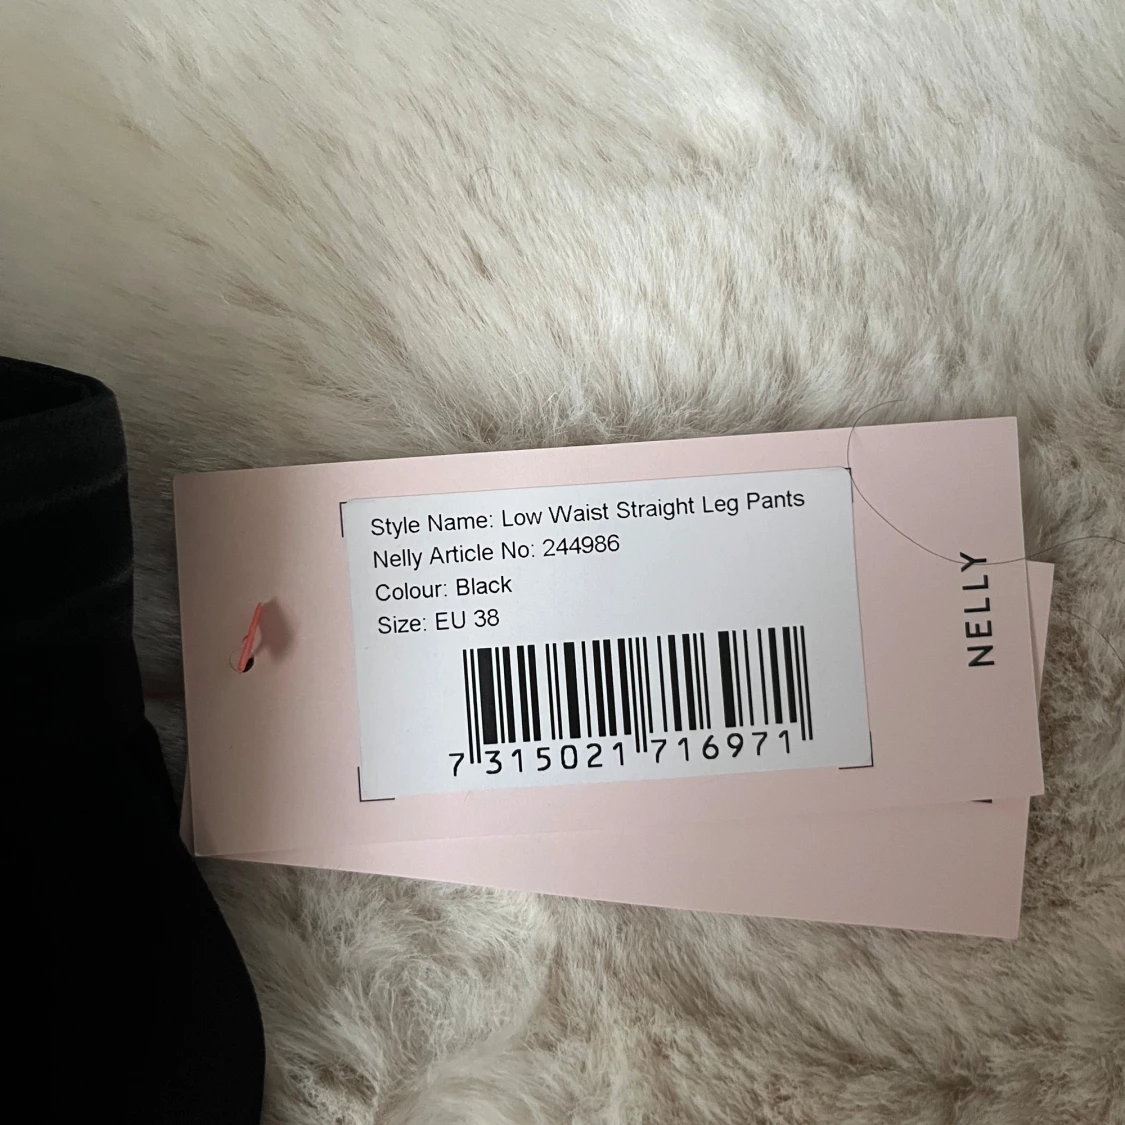 Style Name: Low Waist Straight Leg Pants
Nelly Article No: 244986
Colour: Black
Size: EU 38
7 315021 716971
NELLY